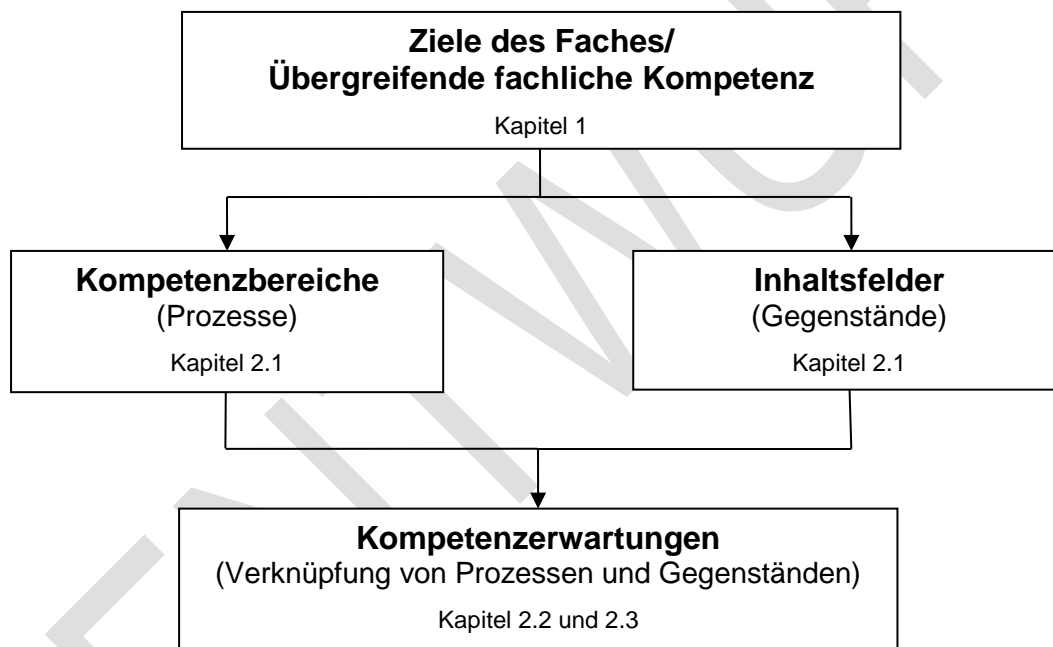 Ziele des Faches/
Übergreifende fachliche Kompetenz
Kapitel 1
Kompetenzbereiche
(Prozesse)
Kapitel 2.1
Inhaltsfelder
(Gegenstände)
Kapitel 2.1
Kompetenzerwartungen
(Verknüpfung von Prozessen und Gegenständen)
Kapitel 2.2 und 2.3